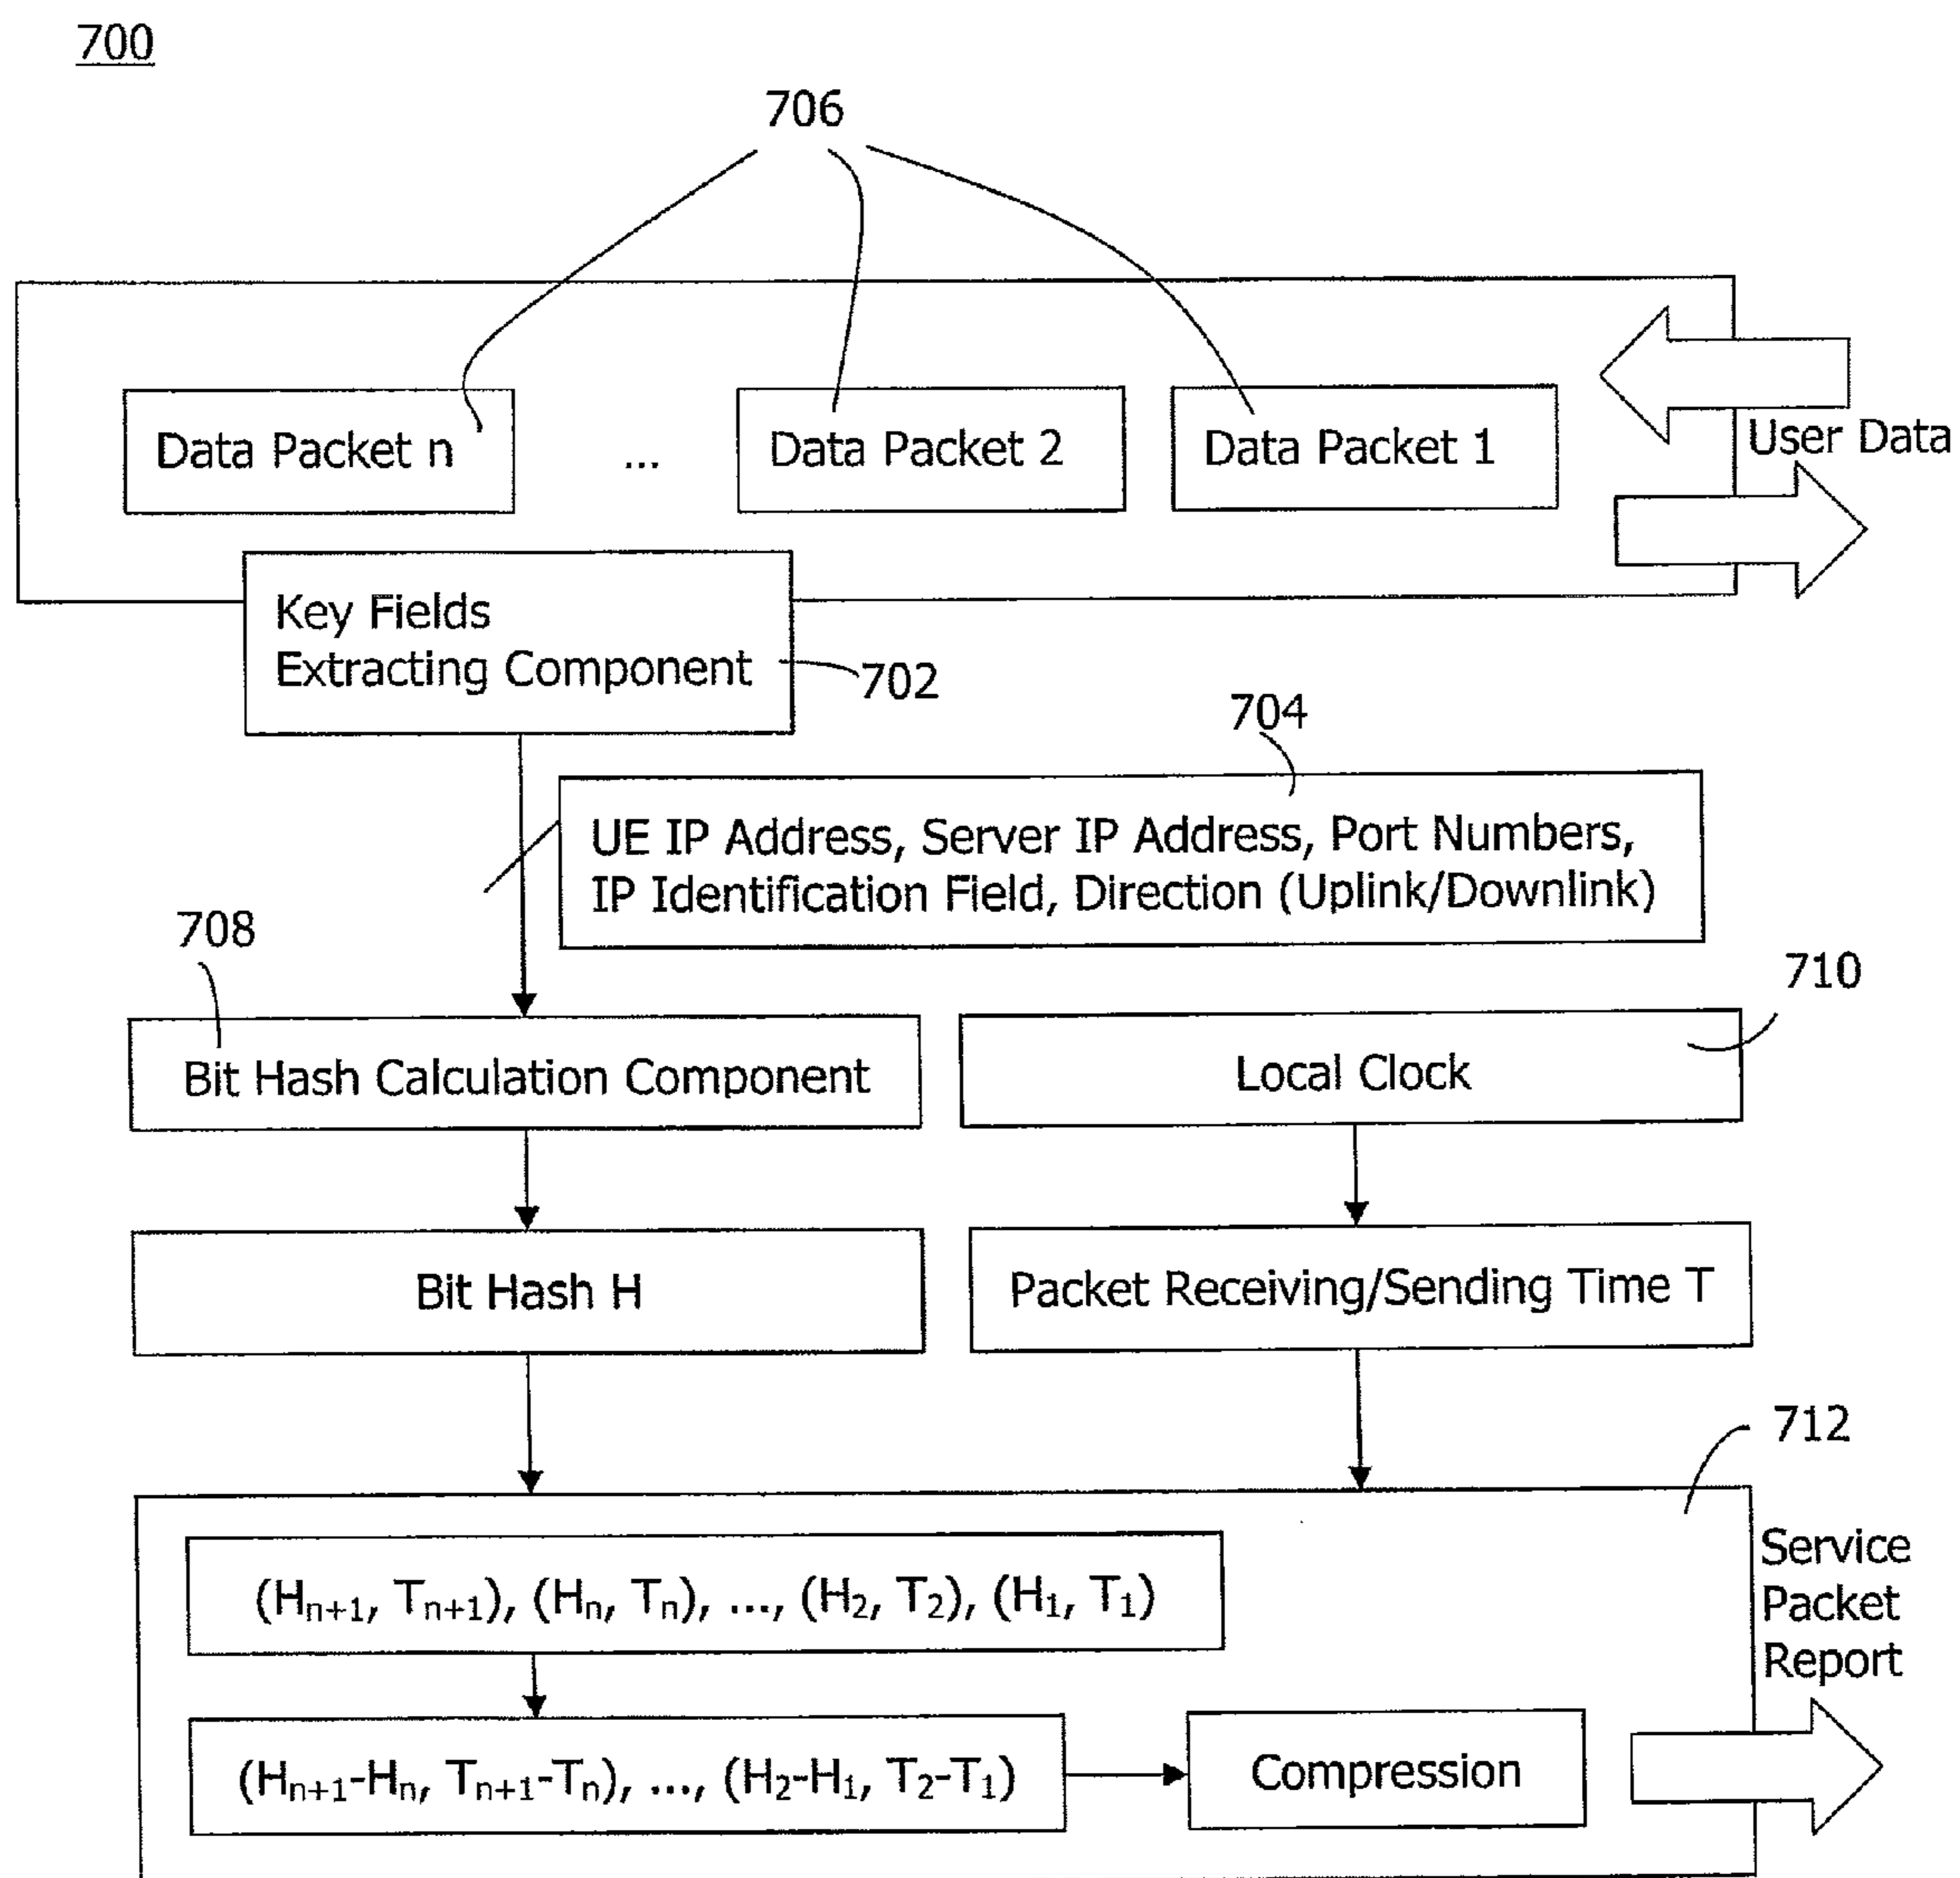 700
706
Data Packet n
...
Data Packet 2
Data Packet 1
User Data
Key Fields
Extracting Component
702
704
UE IP Address, Server IP Address, Port Numbers,
IP Identification Field, Direction (Uplink/Downlink)
708
710
Bit Hash Calculation Component
Local Clock
Bit Hash H
Packet Receiving/Sending Time T
712
(Hₙ₊₁, Tₙ₊₁), (Hₙ, Tₙ), ..., (H₂, T₂), (H₁, T₁)
Service
Packet
Report
(Hₙ₊₁-Hₙ, Tₙ₊₁-Tₙ), ..., (H₂-H₁, T₂-T₁)
Compression